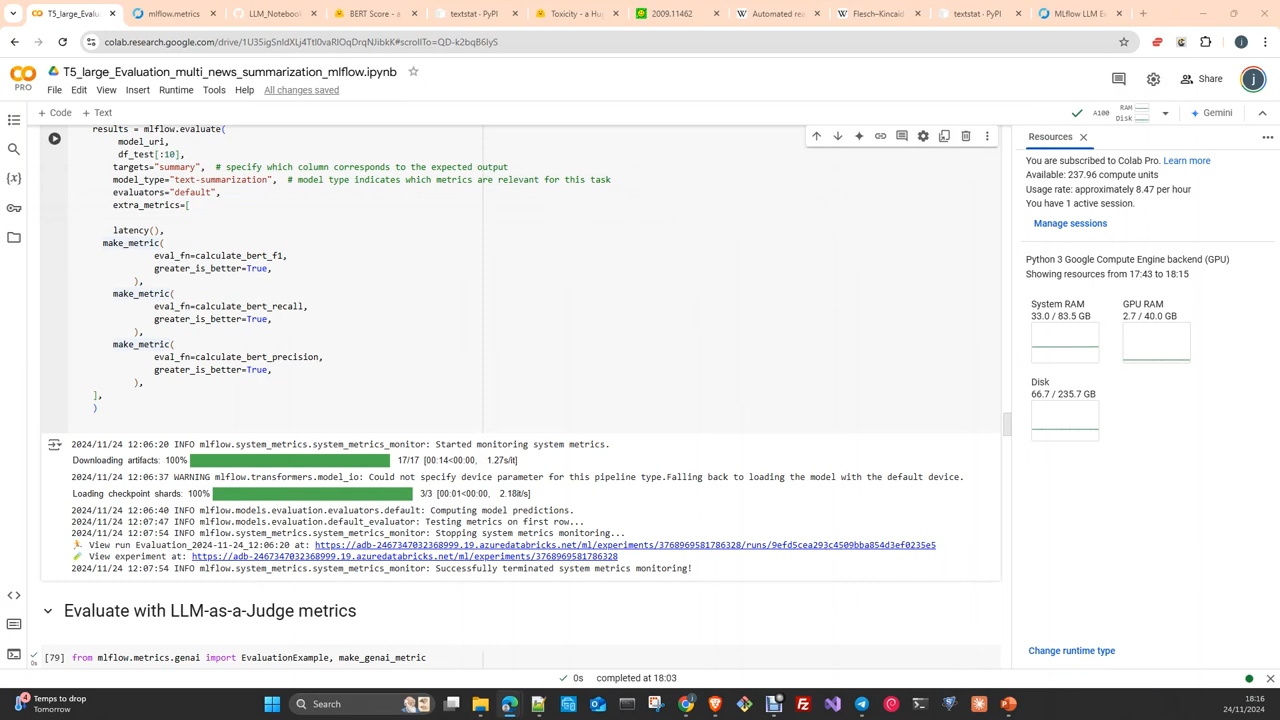 T5_large_Evalua
mlflow.metrics
LLM_Notebook
BERT Score - a
textstat - PyPI
Toxicity - a Hug
2009.11462
Automated rea
Flesch–Kincaid
textstat - PyPI
MLflow LLM E
colab.research.google.com/drive/1U3SigSnIdXLj4TtI0vaRlOqDrqNJibkK#scrollTo=QD-k2bqB6IyS
T5_large_Evaluation_multi_news_summarization_mlflow.ipynb
PRO
File Edit View Insert Runtime Tools Help All changes saved
Share
+ Code + Text
A100
RAM
Disk
Gemini
results = mlflow.evaluate(
model_uri,
df_test[:10],
targets="summary", # specify which column corresponds to the expected output
model_type="text-summarization", # model type indicates which metrics are relevant for this task
evaluators="default",
extra_metrics=[
latency(),
make_metric(
eval_fn=calculate_bert_f1,
greater_is_better=True,
),
make_metric(
eval_fn=calculate_bert_recall,
greater_is_better=True,
),
make_metric(
eval_fn=calculate_bert_precision,
greater_is_better=True,
),
],
)
2024/11/24 12:06:20 INFO mlflow.system_metrics.system_metrics_monitor: Started monitoring system metrics.
Downloading artifacts: 100% 17/17 [00:14<00:00, 1.27s/it]
2024/11/24 12:06:37 WARNING mlflow.transformers.model_io: Could not specify device parameter for this pipeline type.Falling back to loading the model with the default device.
Loading checkpoint shards: 100% 3/3 [00:01<00:00, 2.18it/s]
2024/11/24 12:06:40 INFO mlflow.models.evaluation.evaluators.default: Computing model predictions.
2024/11/24 12:07:47 INFO mlflow.models.evaluation.default_evaluator: Testing metrics on first row...
2024/11/24 12:07:54 INFO mlflow.system_metrics.system_metrics_monitor: Stopping system metrics monitoring...
View run Evaluation_2024-11-24_12:06:20 at: https://adb-2467347032368999.19.azuredatabricks.net/ml/experiments/3768969581786328/runs/9efd5cea293c4509bba854d3ef0235e5
View experiment at: https://adb-2467347032368999.19.azuredatabricks.net/ml/experiments/3768969581786328
2024/11/24 12:07:54 INFO mlflow.system_metrics.system_metrics_monitor: Successfully terminated system metrics monitoring!
Evaluate with LLM-as-a-Judge metrics
[79] from mlflow.metrics.genai import EvaluationExample, make_genai_metric
0s
Resources
You are subscribed to Colab Pro. Learn more
Available: 237.96 compute units
Usage rate: approximately 8.47 per hour
You have 1 active session.
Manage sessions
Python 3 Google Compute Engine backend (GPU)
Showing resources from 17:43 to 18:15
System RAM
33.0 / 83.5 GB
GPU RAM
2.7 / 40.0 GB
Disk
66.7 / 235.7 GB
Change runtime type
0s completed at 18:03
Temps to drop
Tomorrow
Search
18:16
24/11/2024